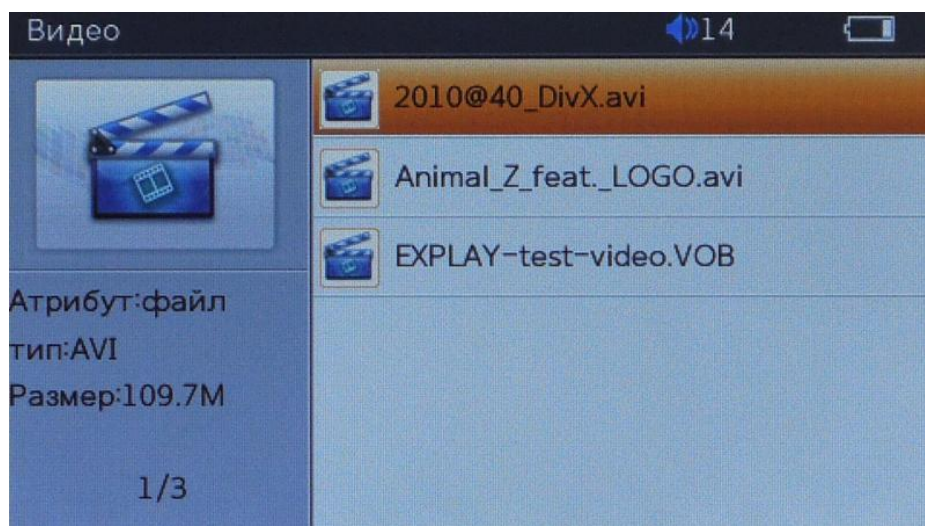 Видео
14
2010@40_DivX.avi
Animal_Z_feat._LOGO.avi
EXPLAY-test-video.VOB
Атрибут:файл
тип:AVI
Размер:109.7M
1/3